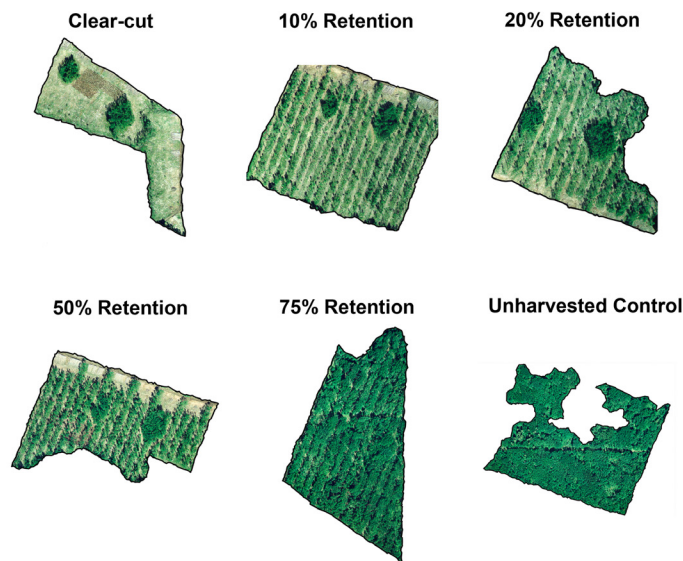 Clear-cut
10% Retention
20% Retention
50% Retention
75% Retention
Unharvested Control